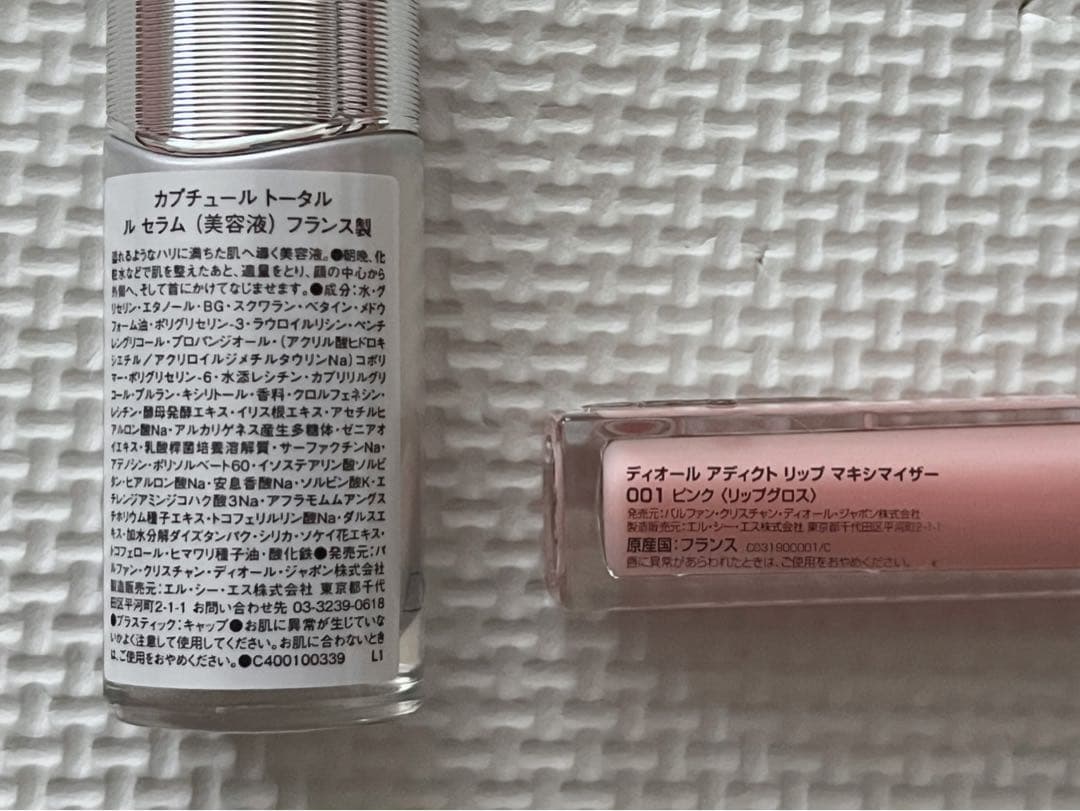 カプチュール トータル
ル セラム（美容液）フランス製
溢れるようなハリに満ちた肌へ導く美容液。●朝晩、化
粧水などで肌を整えたあと、適量をとり、顔の中心から
外側へ、そして首にかけてなじませます。●成分：水・グ
リセリン・エタノール・BG・スクワラン・ベタイン・メドウ
フォーム油・ポリグリセリン-3・ラウロイルリシン・ペンチ
レングリコール・プロパンジオール・（アクリル酸ヒドロキ
シエチル/アクリロイルジメチルタウリンNa）コポリ
マー・ポリグリセリン-6・水添レシチン・カプリリルグリ
コール・プルラン・キシリトール・香料・クロルフェネシン・
レシチン・酵母発酵エキス・イリス根エキス・アセチルヒ
アルロン酸Na・アルカリゲネス産生多糖体・ゼニアオ
イエキス・乳酸桿菌培養溶解質・サーファクチンNa・
アデノシン・ポリソルベート60・イソステアリン酸ソルビ
タン・ヒアルロン酸Na・安息香酸Na・ソルビン酸K・エ
チレンジアミンジコハク酸3Na・アフラモムムアングス
チホリウム種子エキス・トコフェリルリン酸Na・ダルスエ
キス・加水分解ダイズタンパク・シリカ・ソケイ花エキス・
トコフェロール・ヒマワリ種子油・酸化鉄●発売元：パ
ルファン・クリスチャン・ディオール・ジャポン株式会社
製造販売元：エル・シー・エス株式会社 東京都千代
田区平河町2-1-1 お問い合わせ先 03-3239-0618
●プラスティック：キャップ●お肌に異常が生じていな
いかよく注意して使用してください。お肌に合わないとき
は、ご使用をおやめください。●C400100339 L1
ディオール アディクト リップ マキシマイザー
001 ピンク〈リップグロス〉
発売元：パルファン・クリスチャン・ディオール・ジャポン株式会社
製造販売元：エル・シー・エス株式会社 東京都千代田区平河町2-1-1
原産国：フランス C031900001/C
唇に異常があらわれたときは、ご使用をおやめください。